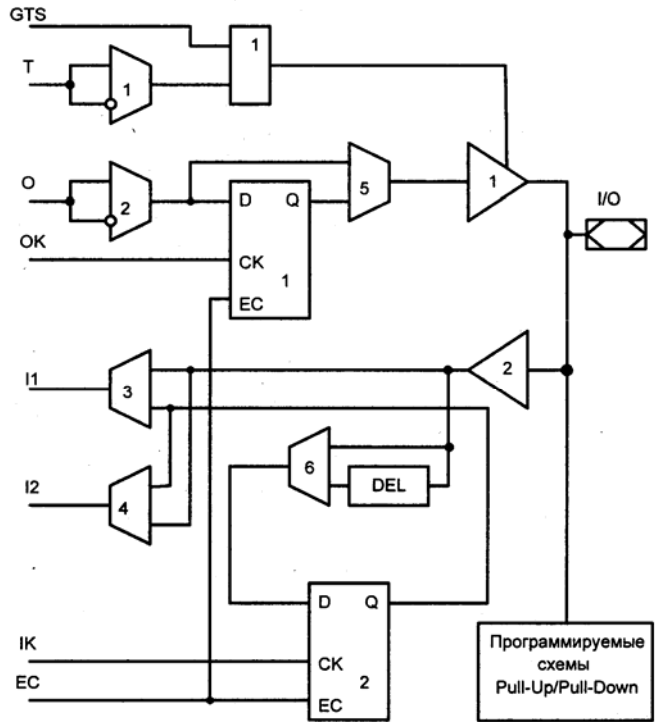 GTS
1
T
1
O
2
5
1
I/O
D Q
OK
CK
1
EC
I1
3
2
6
DEL
I2
4
D Q
IK
CK
2
EC
EC
Программируемые
схемы
Pull-Up/Pull-Down